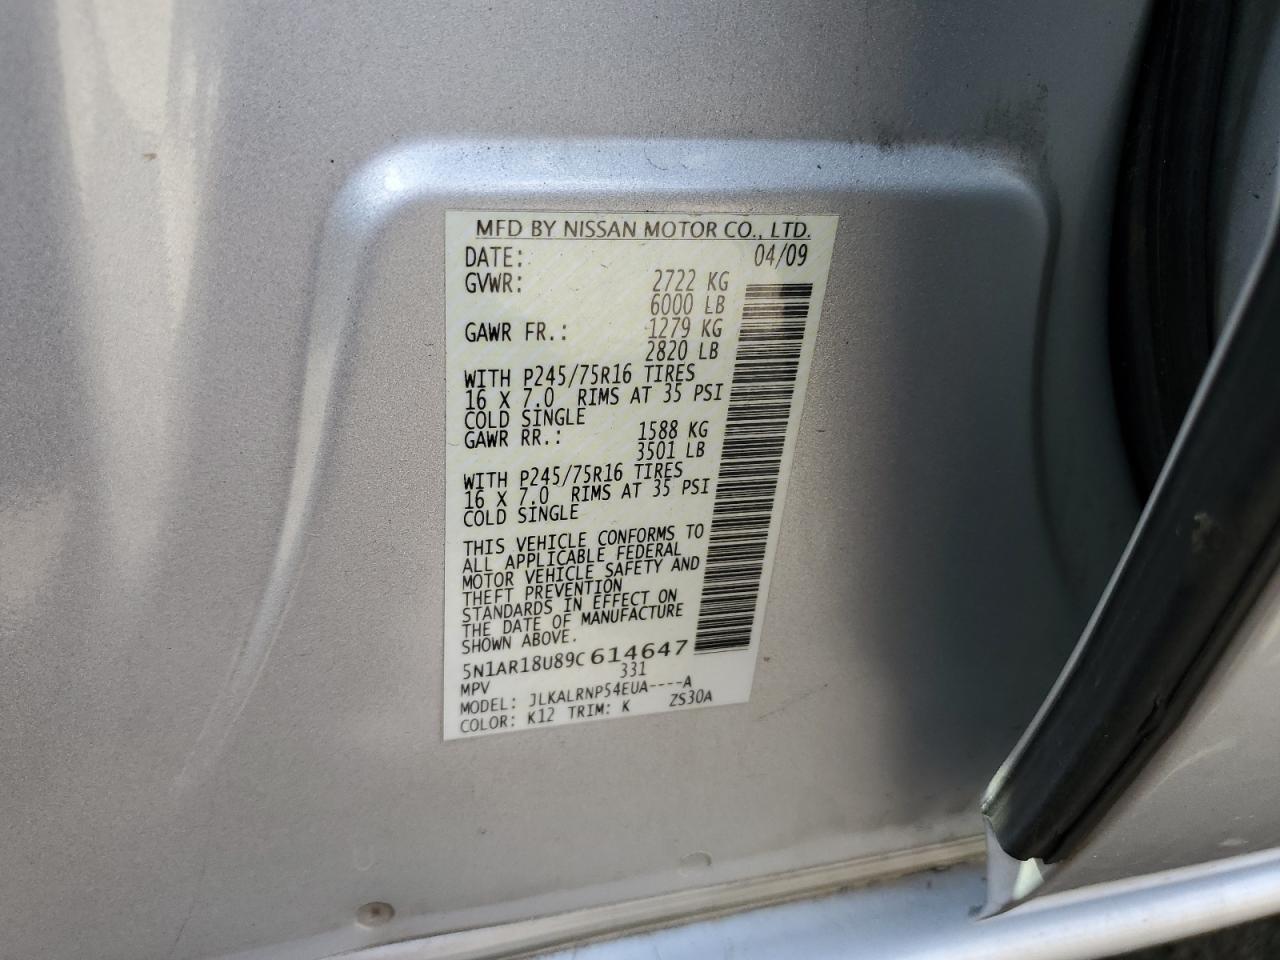 MFD BY NISSAN MOTOR CO., LTD.
DATE: 04/09
GVWR: 2722 KG
6000 LB
GAWR FR.: 1279 KG
2820 LB
WITH P245/75R16 TIRES
16 X 7.0 RIMS AT 35 PSI
COLD SINGLE
GAWR RR.: 1588 KG
3501 LB
WITH P245/75R16 TIRES
16 X 7.0 RIMS AT 35 PSI
COLD SINGLE
THIS VEHICLE CONFORMS TO
ALL APPLICABLE FEDERAL
MOTOR VEHICLE SAFETY AND
THEFT PREVENTION
STANDARDS IN EFFECT ON
THE DATE OF MANUFACTURE
SHOWN ABOVE.
5N1AR18U89C614647
MPV 331
MODEL: JLKALRNP54EUA----A
COLOR: K12 TRIM: K ZS30A